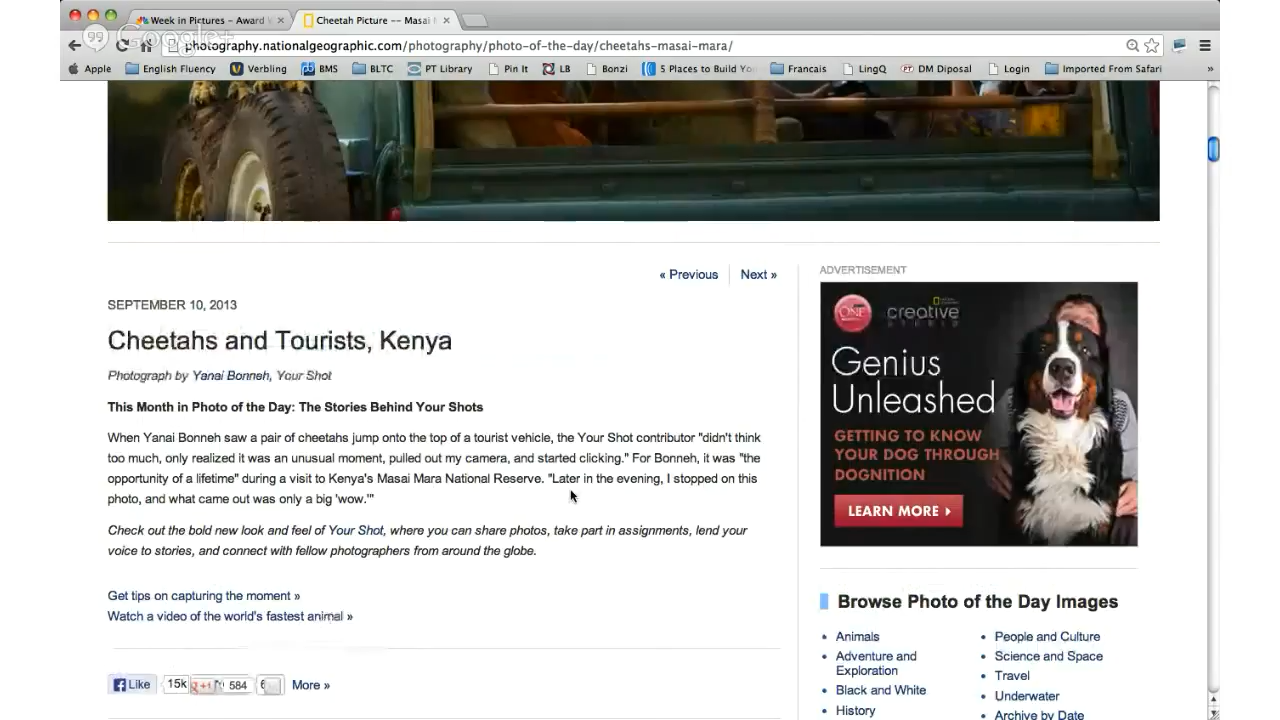 Week in Pictures – Award
Cheetah Picture -- Masai
Google+
photography.nationalgeographic.com/photography/photo-of-the-day/cheetahs-masai-mara/
Apple English Fluency Verbling BMS BLTC PT Library Pin It LB Bonzi 5 Places to Build Yo Francais LingQ DM Diposal Login Imported From Safari »
« Previous Next »
SEPTEMBER 10, 2013
Cheetahs and Tourists, Kenya
Photograph by Yanai Bonneh, Your Shot
This Month in Photo of the Day: The Stories Behind Your Shots
When Yanai Bonneh saw a pair of cheetahs jump onto the top of a tourist vehicle, the Your Shot contributor "didn't think
too much, only realized it was an unusual moment, pulled out my camera, and started clicking." For Bonneh, it was "the
opportunity of a lifetime" during a visit to Kenya's Masai Mara National Reserve. "Later in the evening, I stopped on this
photo, and what came out was only a big 'wow.'"
Check out the bold new look and feel of Your Shot, where you can share photos, take part in assignments, lend your
voice to stories, and connect with fellow photographers from around the globe.
Get tips on capturing the moment »
Watch a video of the world's fastest animal »
Like 15k +1 584 6 More »
ADVERTISEMENT
ONE creative
STUDIO
Genius
Unleashed
GETTING TO KNOW
YOUR DOG THROUGH
DOGNITION
LEARN MORE
Browse Photo of the Day Images
• Animals
• Adventure and
Exploration
• Black and White
• History
• People and Culture
• Science and Space
• Travel
• Underwater
• Archive by Date